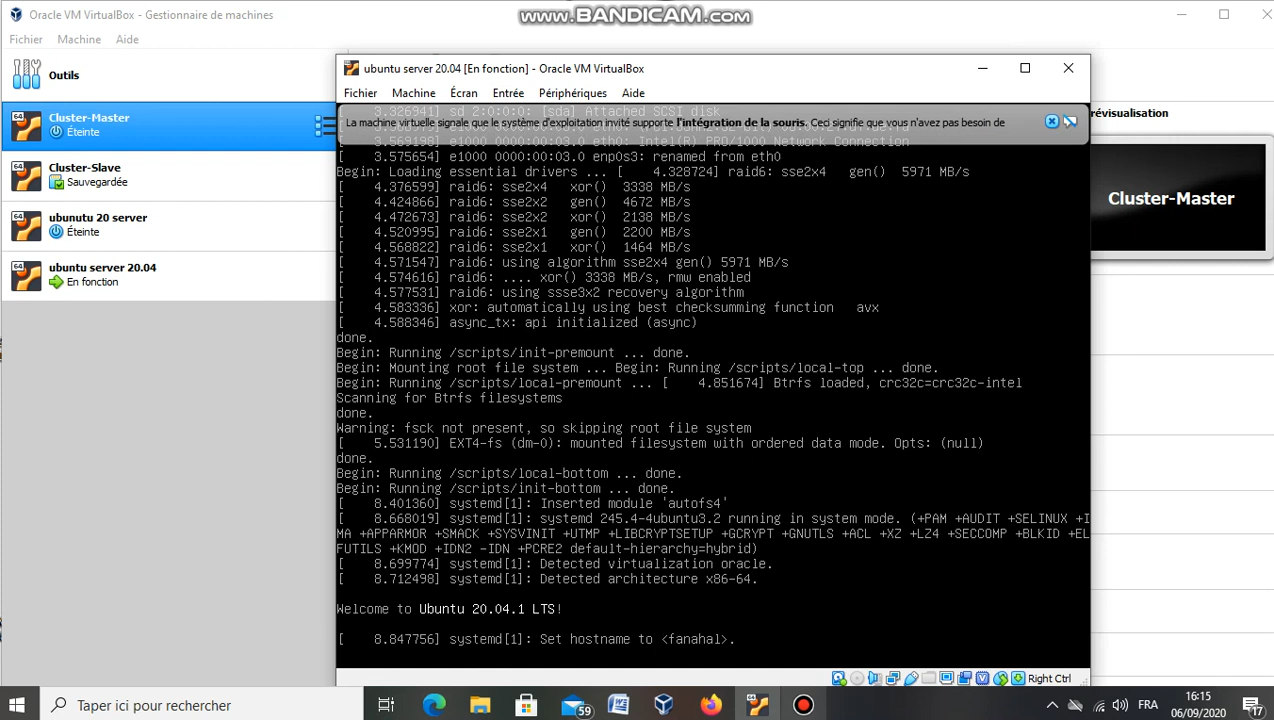 Oracle VM VirtualBox - Gestionnaire de machines
www.BANDICAM.com
Fichier Machine Aide
Outils
Cluster-Master
Éteinte
Cluster-Slave
Sauvegardée
ubunutu 20 server
Éteinte
ubuntu server 20.04
En fonction
révisualisation
Cluster-Master
ubuntu server 20.04 [En fonction] - Oracle VM VirtualBox
Fichier Machine Écran Entrée Périphériques Aide
[ 3.326941] sd 2:0:0:0: [sda] Attached SCSI disk
La machine virtuelle signale que le système d'exploitation invité supporte l'intégration de la souris. Ceci signifie que vous n'avez pas besoin de
[ 3.569198] e1000 0000:00:03.0 eth0: Intel(R) PRO/1000 Network Connection
[ 3.575654] e1000 0000:00:03.0 enp0s3: renamed from eth0
Begin: Loading essential drivers ... [ 4.328724] raid6: sse2x4 gen() 5971 MB/s
[ 4.376599] raid6: sse2x4 xor() 3338 MB/s
[ 4.424866] raid6: sse2x2 gen() 4672 MB/s
[ 4.472673] raid6: sse2x2 xor() 2138 MB/s
[ 4.520995] raid6: sse2x1 gen() 2200 MB/s
[ 4.568822] raid6: sse2x1 xor() 1464 MB/s
[ 4.571547] raid6: using algorithm sse2x4 gen() 5971 MB/s
[ 4.574616] raid6: .... xor() 3338 MB/s, rmw enabled
[ 4.577531] raid6: using ssse3x2 recovery algorithm
[ 4.583336] xor: automatically using best checksumming function avx
[ 4.588346] async_tx: api initialized (async)
done.
Begin: Running /scripts/init-premount ... done.
Begin: Mounting root file system ... Begin: Running /scripts/local-top ... done.
Begin: Running /scripts/local-premount ... [ 4.851674] Btrfs loaded, crc32c=crc32c-intel
Scanning for Btrfs filesystems
done.
Warning: fsck not present, so skipping root file system
[ 5.531190] EXT4-fs (dm-0): mounted filesystem with ordered data mode. Opts: (null)
done.
Begin: Running /scripts/local-bottom ... done.
Begin: Running /scripts/init-bottom ... done.
[ 8.401360] systemd[1]: Inserted module 'autofs4'
[ 8.668019] systemd[1]: systemd 245.4-4ubuntu3.2 running in system mode. (+PAM +AUDIT +SELINUX +I
MA +APPARMOR +SMACK +SYSVINIT +UTMP +LIBCRYPTSETUP +GCRYPT +GNUTLS +ACL +XZ +LZ4 +SECCOMP +BLKID +EL
FUTILS +KMOD +IDN2 -IDN +PCRE2 default-hierarchy=hybrid)
[ 8.699774] systemd[1]: Detected virtualization oracle.
[ 8.712498] systemd[1]: Detected architecture x86-64.
Welcome to Ubuntu 20.04.1 LTS!
[ 8.847756] systemd[1]: Set hostname to <fanahal>.
Right Ctrl
Taper ici pour rechercher
59
FRA
16:15
06/09/2020
17